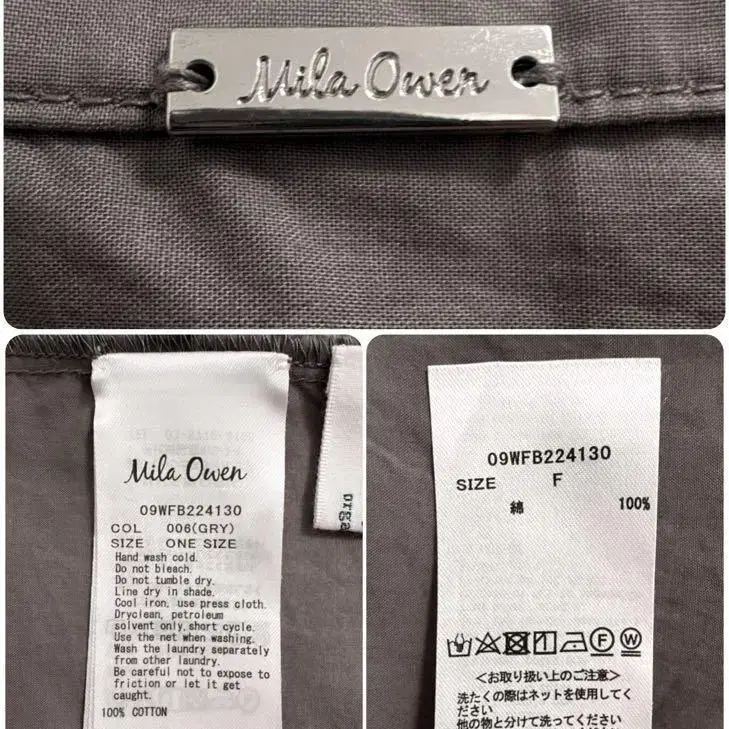 Mila Owen
Mila Owen
09WFB224130
COL 006(GRY)
SIZE ONE SIZE
Hand wash cold.
Do not bleach.
Do not tumble dry.
Line dry in shade.
Cool iron, use press cloth.
Dryclean, petroleum
solvent only,short cycle.
Use the net when washing.
Wash the laundry separately
from other laundry.
Be careful not to expose to
friction or let it get
caught.
100% COTTON
09WFB224130
SIZE F
綿 100%
F
W
<お取り扱い上のご注意>
洗たくの際はネットを使用してく
ださい
他の物と分けて洗ってください